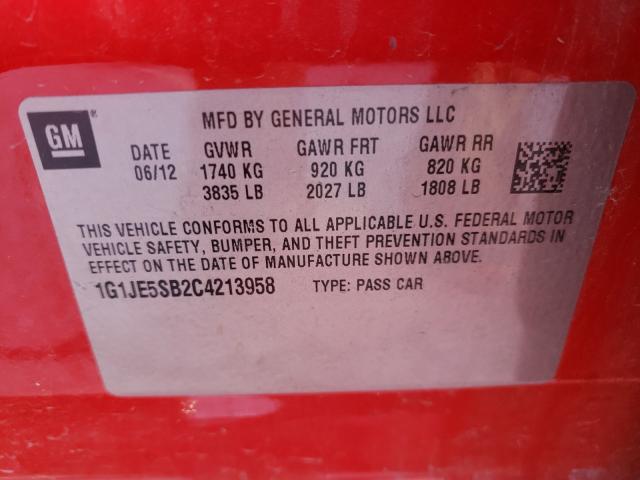 GM
MFD BY GENERAL MOTORS LLC
DATE GVWR GAWR FRT GAWR RR
06/12 1740 KG 920 KG 820 KG
3835 LB 2027 LB 1808 LB
THIS VEHICLE CONFORMS TO ALL APPLICABLE U.S. FEDERAL MOTOR
VEHICLE SAFETY, BUMPER, AND THEFT PREVENTION STANDARDS IN
EFFECT ON THE DATE OF MANUFACTURE SHOWN ABOVE.
1G1JE5SB2C4213958 TYPE: PASS CAR